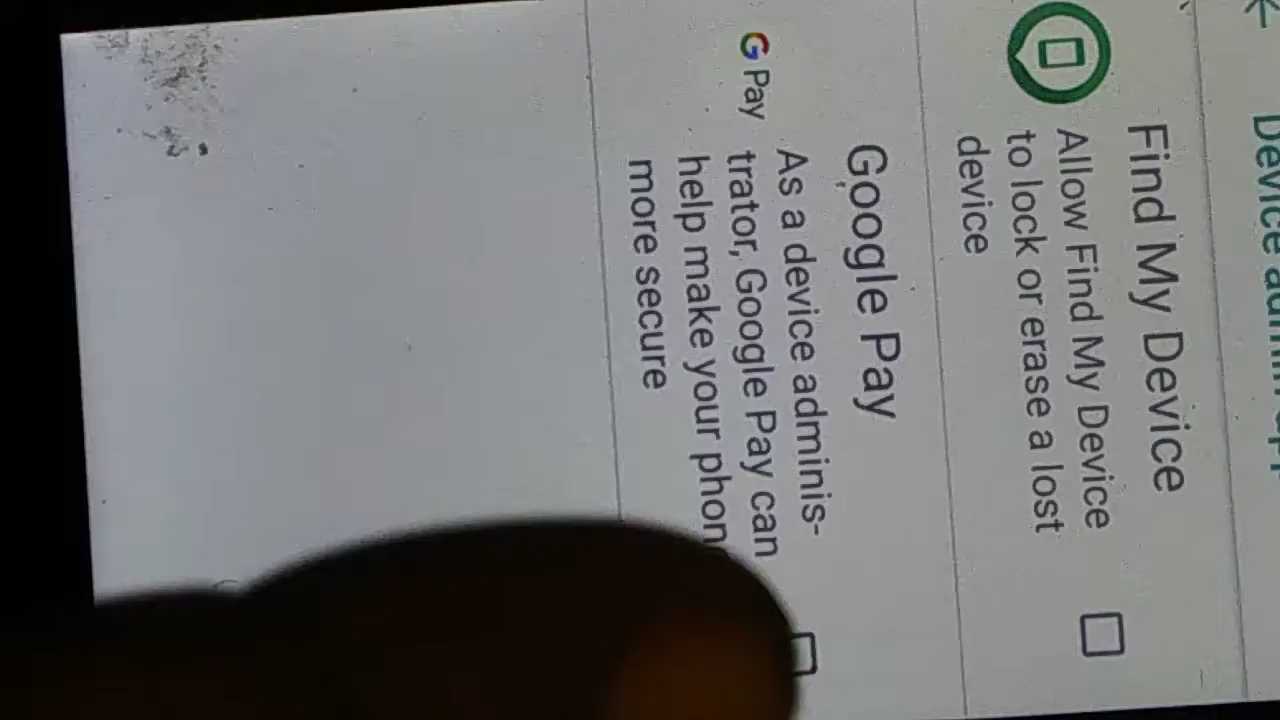 Find My Device
Allow Find My Device
to lock or erase a lost
device
Google Pay
G Pay
As a device adminis-
trator, Google Pay can
help make your phon
more secure